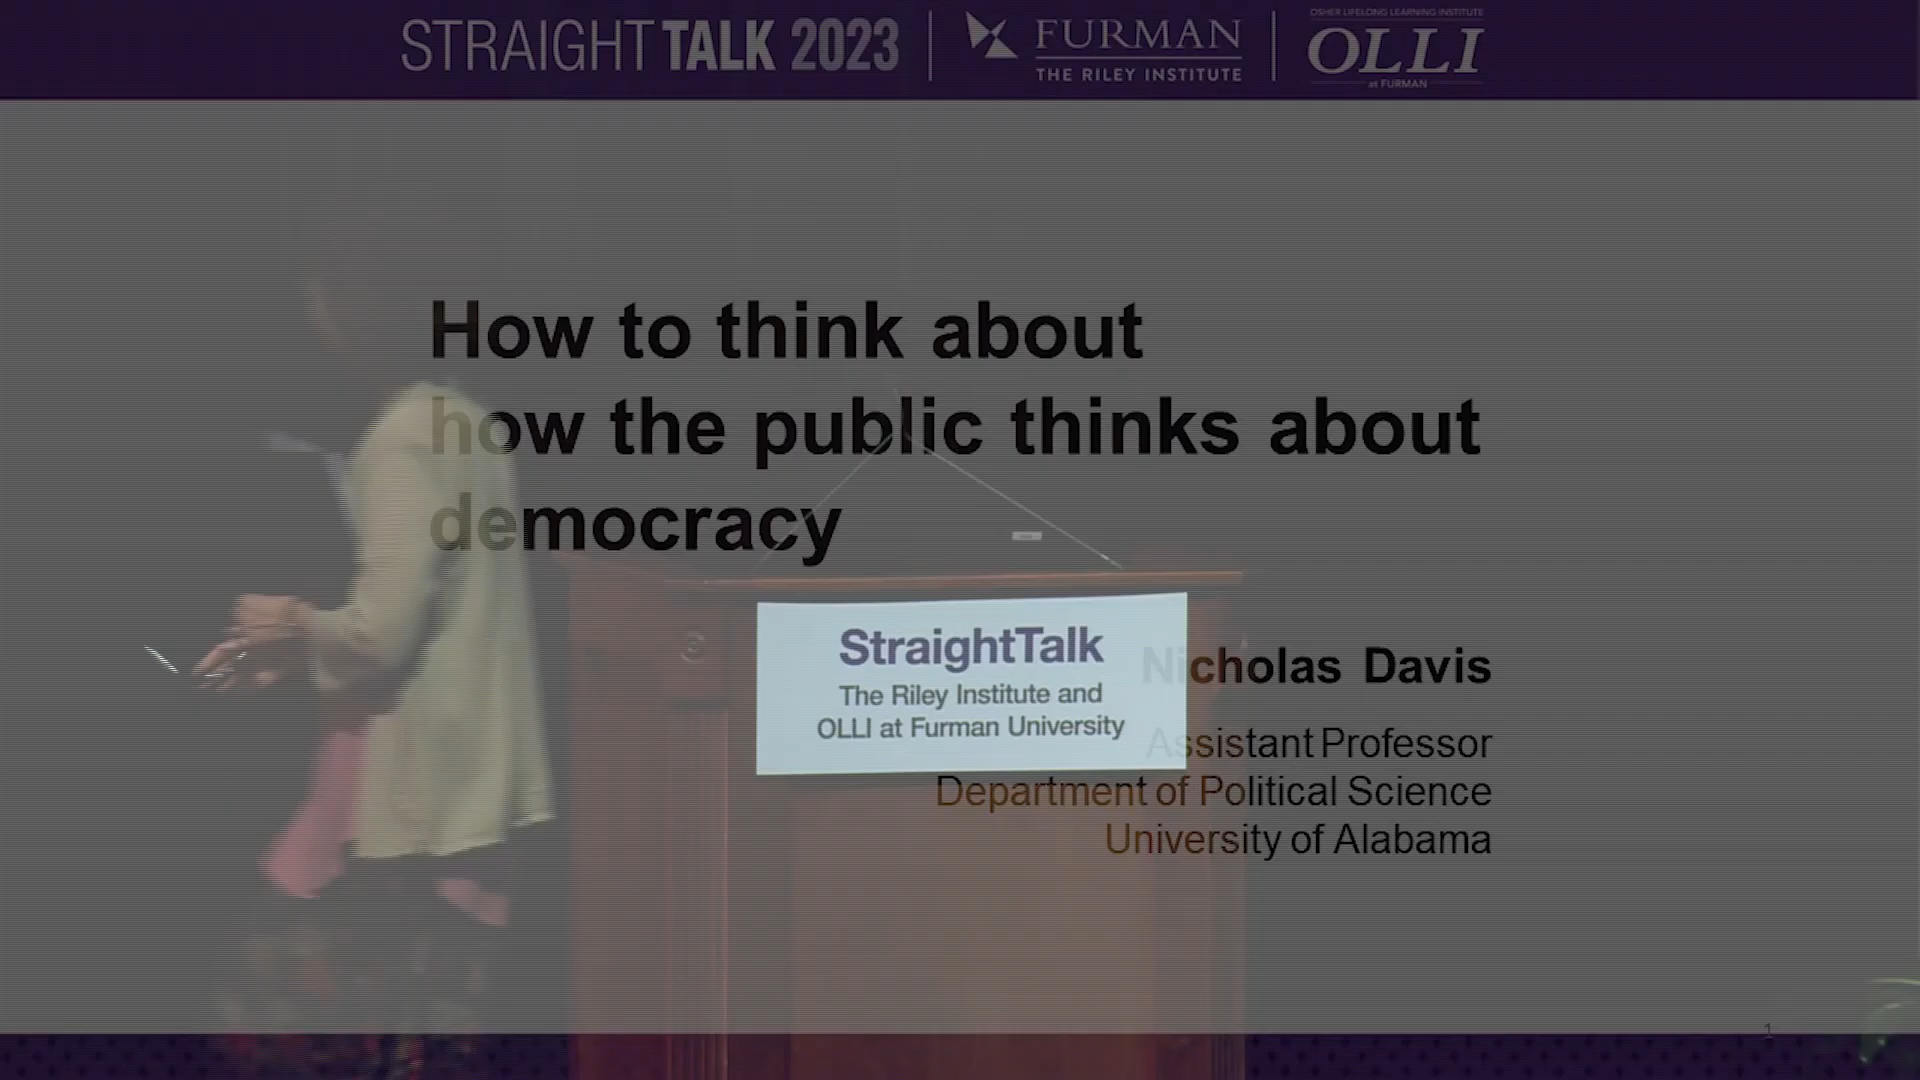 STRAIGHT TALK 2023
FURMAN
THE RILEY INSTITUTE
OSHER LIFELONG LEARNING INSTITUTE
OLLI
at FURMAN
How to think about
how the public thinks about
democracy
StraightTalk
The Riley Institute and
OLLI at Furman University
Nicholas Davis
Assistant Professor
Department of Political Science
University of Alabama
1